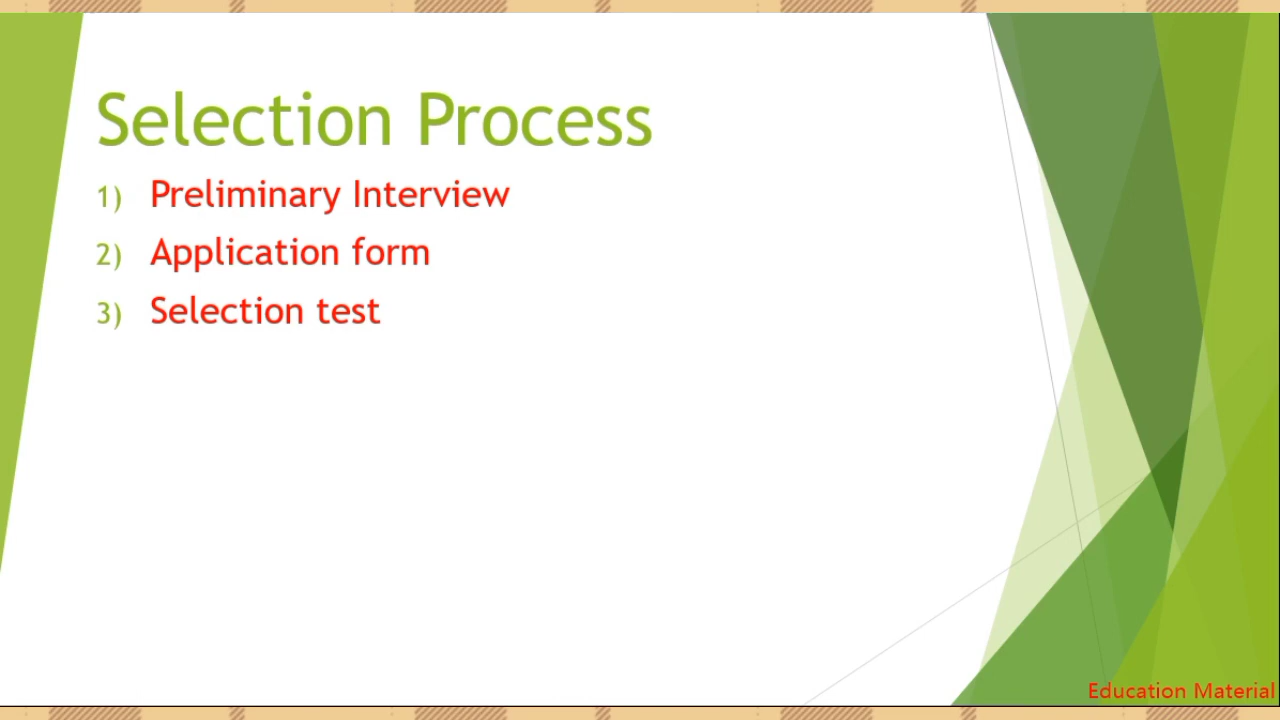 Selection Process
1) Preliminary Interview
2) Application form
3) Selection test
Education Material